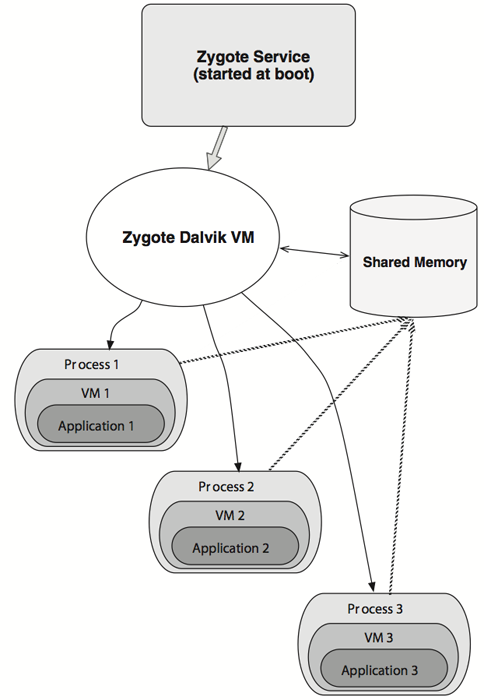 Zygote Service
(started at boot)
Zygote Dalvik VM
Shared Memory
Process 1
VM 1
Application 1
Process 2
VM 2
Application 2
Process 3
VM 3
Application 3